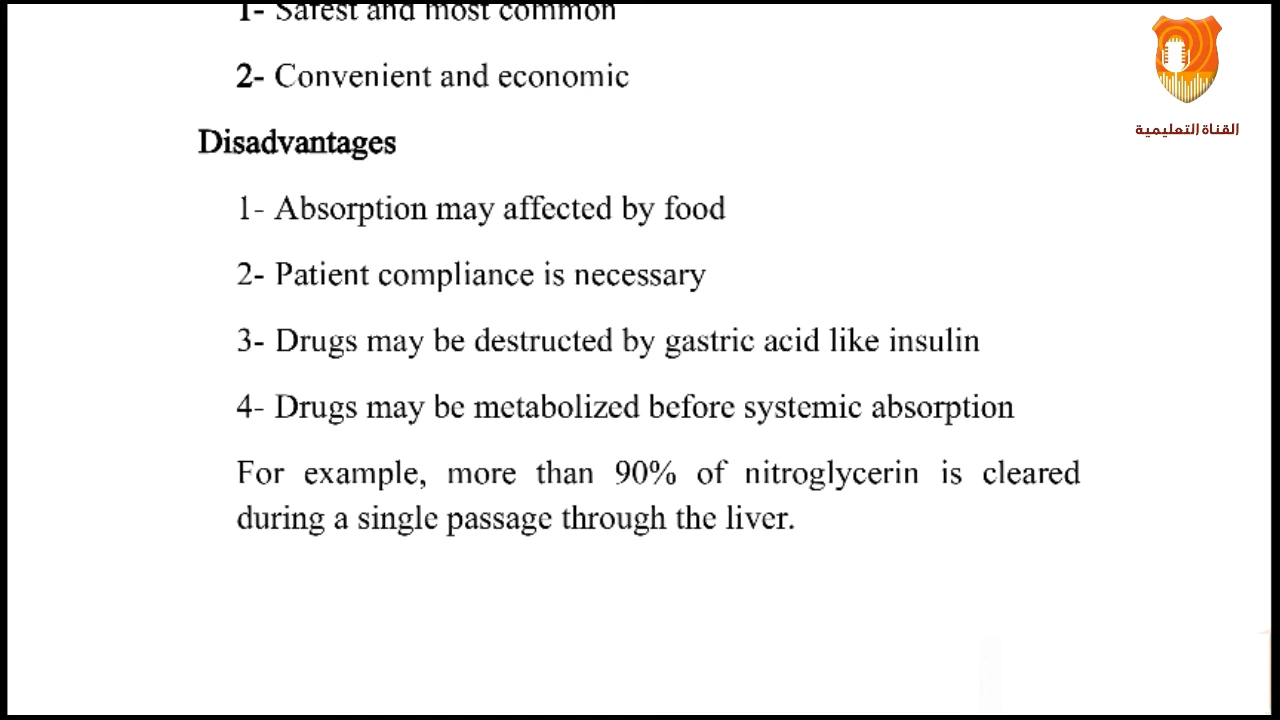 1- Safest and most common
2- Convenient and economic
القناة التعليمية
Disadvantages
1- Absorption may affected by food
2- Patient compliance is necessary
3- Drugs may be destructed by gastric acid like insulin
4- Drugs may be metabolized before systemic absorption
For example, more than 90% of nitroglycerin is cleared
during a single passage through the liver.